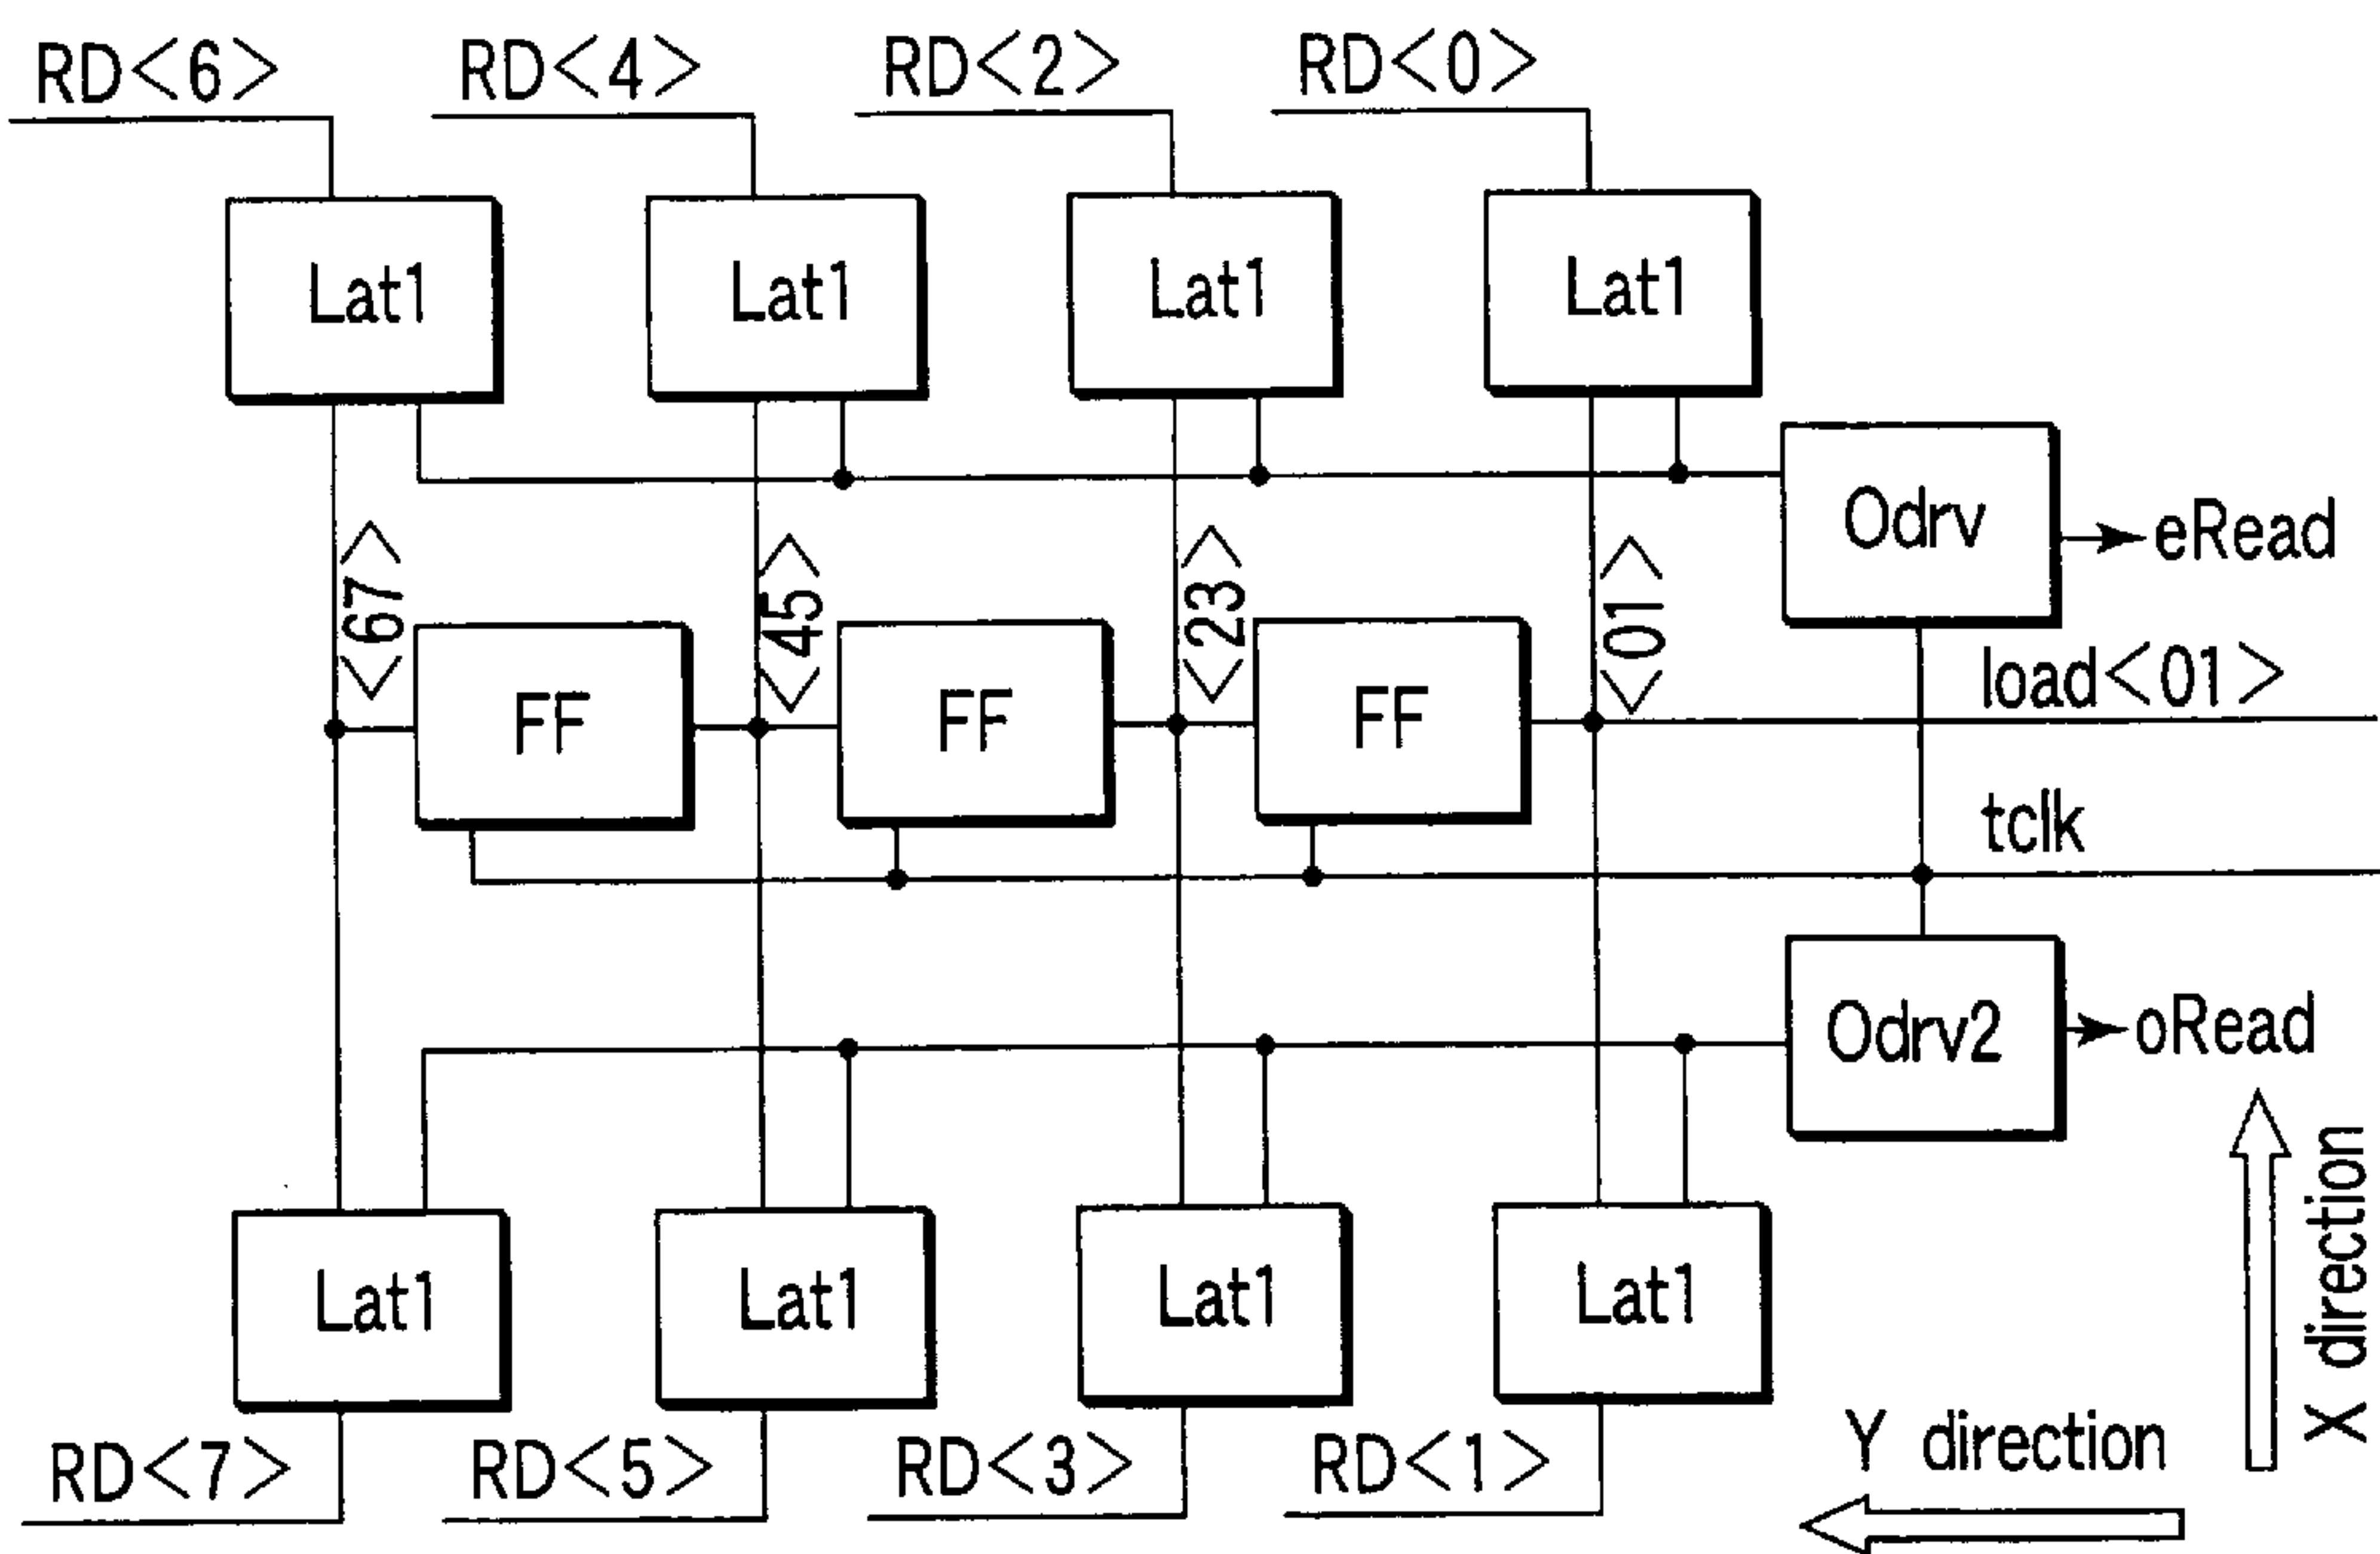 RD<6> RD<4> RD<2> RD<0>
Lat1 Lat1 Lat1 Lat1
Odrv eRead
<67> <45> <23> <01>
FF FF FF
load<01>
tclk
Odrv2 oRead
Lat1 Lat1 Lat1 Lat1
X direction
Y direction
RD<7> RD<5> RD<3> RD<1>